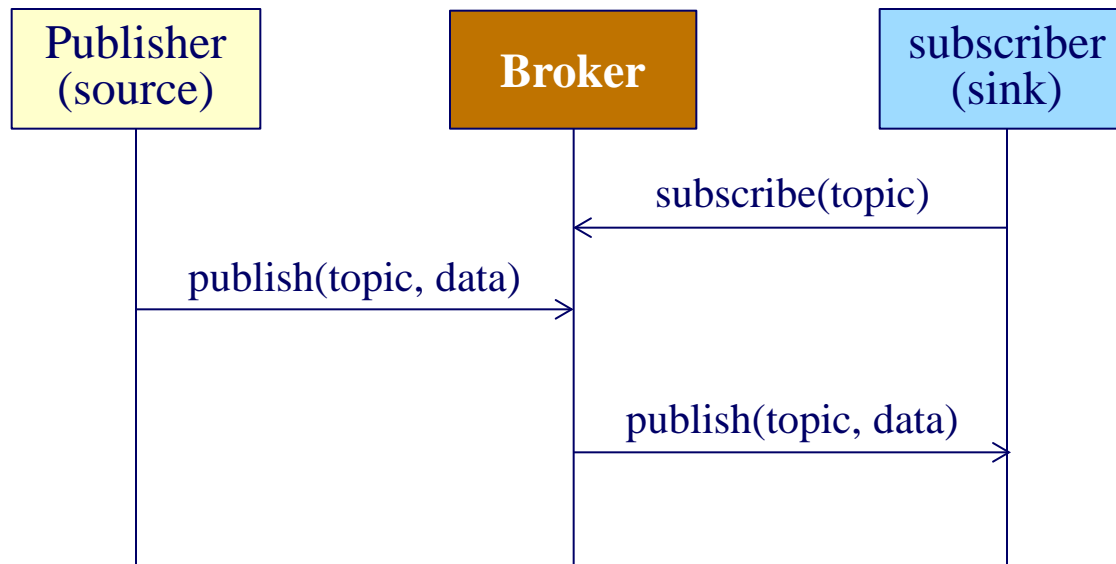 Publisher
(source)
Broker
subscriber
(sink)
subscribe(topic)
publish(topic, data)
publish(topic, data)